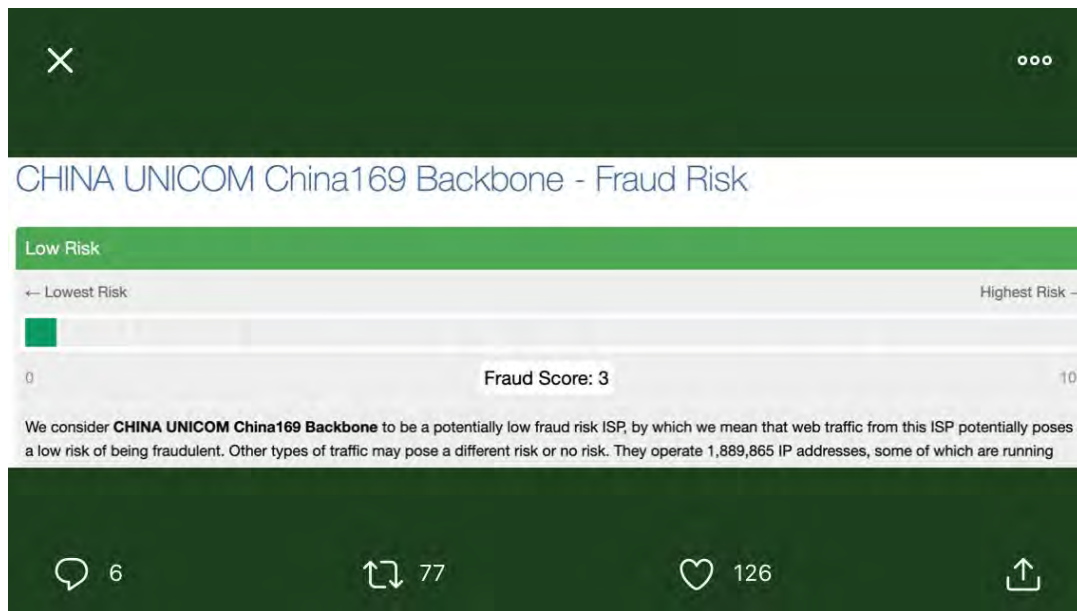 CHINA UNICOM China169 Backbone - Fraud Risk
Low Risk
← Lowest Risk
Highest Risk
0
Fraud Score: 3
10
We consider CHINA UNICOM China169 Backbone to be a potentially low fraud risk ISP, by which we mean that web traffic from this ISP potentially poses
a low risk of being fraudulent. Other types of traffic may pose a different risk or no risk. They operate 1,889,865 IP addresses, some of which are running
6
77
126